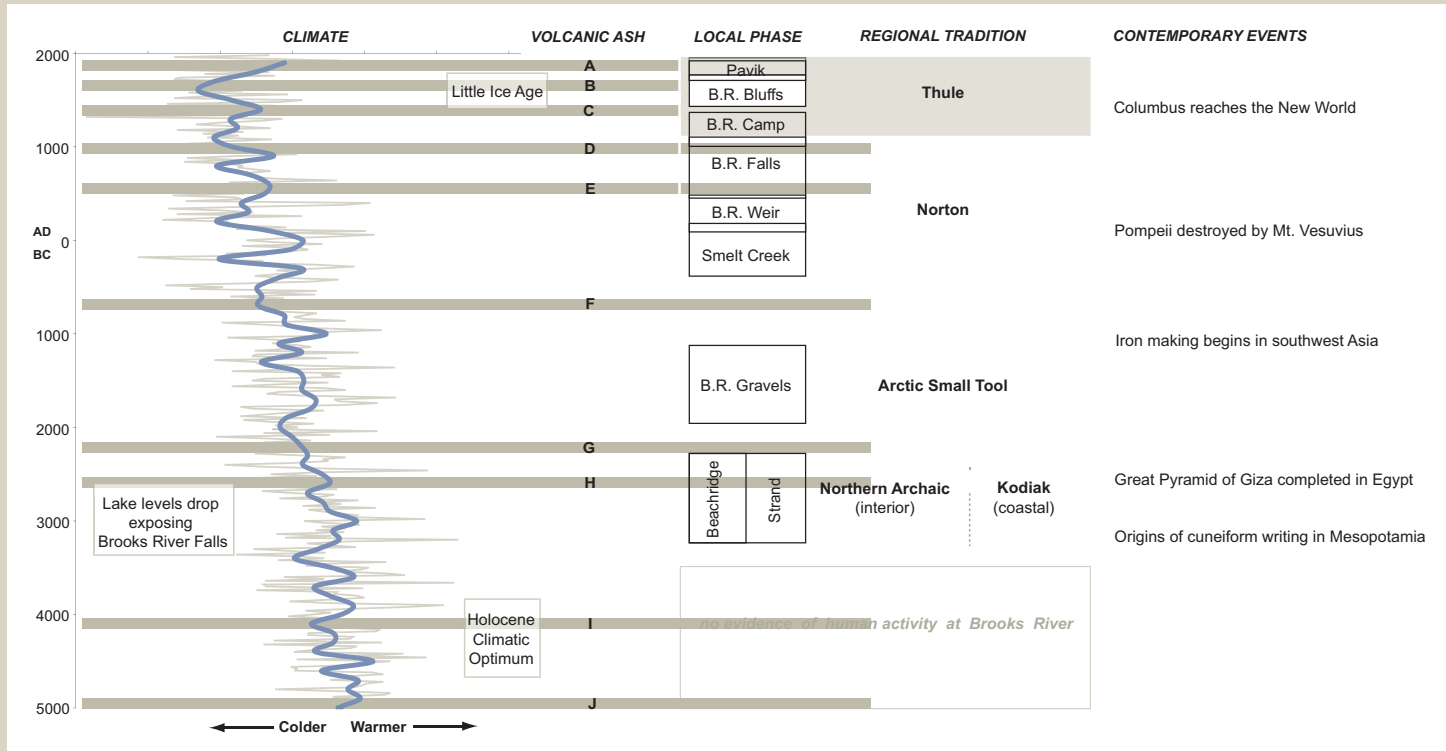 CLIMATE VOLCANIC ASH LOCAL PHASE REGIONAL TRADITION CONTEMPORARY EVENTS
2000
A
Pavik
B
Little Ice Age
B.R. Bluffs
Thule
C
Columbus reaches the New World
B.R. Camp
1000
D
B.R. Falls
E
Norton
B.R. Weir
AD
0
BC
Pompeii destroyed by Mt. Vesuvius
Smelt Creek
F
1000
Iron making begins in southwest Asia
B.R. Gravels
Arctic Small Tool
2000
G
H
Beachridge
Strand
Northern Archaic
(interior)
Kodiak
(coastal)
Great Pyramid of Giza completed in Egypt
Lake levels drop
exposing
Brooks River Falls
3000
Origins of cuneiform writing in Mesopotamia
4000
I
Holocene
Climatic
Optimum
no evidence of human activity at Brooks River
J
5000
Colder Warmer